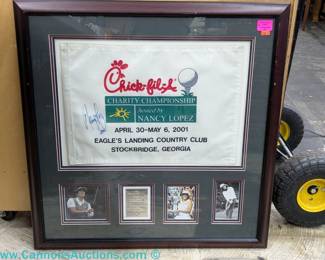 Chick-fil-A
CHARITY CHAMPIONSHIP
hosted by
NANCY LOPEZ
APRIL 30-MAY 6, 2001
EAGLE'S LANDING COUNTRY CLUB
STOCKBRIDGE, GEORGIA
www.CannonsAuctions.com